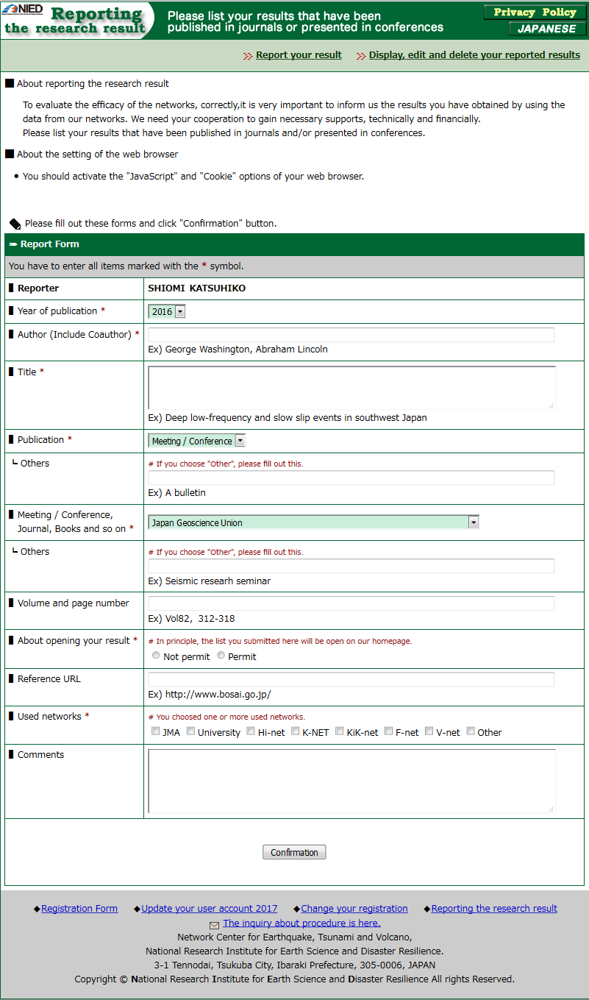 NIED Reporting
the research result
Please list your results that have been
published in journals or presented in conferences
Privacy Policy
JAPANESE
Report your result
Display, edit and delete your reported results
About reporting the research result
To evaluate the efficacy of the networks, correctly,it is very important to inform us the results you have obtained by using the
data from our networks. We need your cooperation to gain necessary supports, technically and financially.
Please list your results that have been published in journals and/or presented in conferences.
About the setting of the web browser
• You should activate the "JavaScript" and "Cookie" options of your web browser.
Please fill out these forms and click "Confirmation" button.
Report Form
You have to enter all items marked with the * symbol.
Reporter
SHIOMI KATSUHIKO
Year of publication *
2016
Author (Include Coauthor) *
Ex) George Washington, Abraham Lincoln
Title *
Ex) Deep low-frequency and slow slip events in southwest Japan
Publication *
Meeting / Conference
┗ Others
# If you choose "Other", please fill out this.
Ex) A bulletin
Meeting / Conference,
Journal, Books and so on *
Japan Geoscience Union
┗ Others
# If you choose "Other", please fill out this.
Ex) Seismic researh seminar
Volume and page number
Ex) Vol82, 312-318
About opening your result *
# In principle, the list you submitted here will be open on our homepage.
Not permit Permit
Reference URL
Ex) http://www.bosai.go.jp/
Used networks *
# You choosed one or more used networks.
JMA University Hi-net K-NET KiK-net F-net V-net Other
Comments
Confirmation
◆Registration Form ◆Update your user account 2017 ◆Change your registration ◆Reporting the research result
The inquiry about procedure is here.
Network Center for Earthquake, Tsunami and Volcano,
National Research Institute for Earth Science and Disaster Resilience.
3-1 Tennodai, Tsukuba City, Ibaraki Prefecture, 305-0006, JAPAN
Copyright © National Research Institute for Earth Science and Disaster Resilience All rights Reserved.